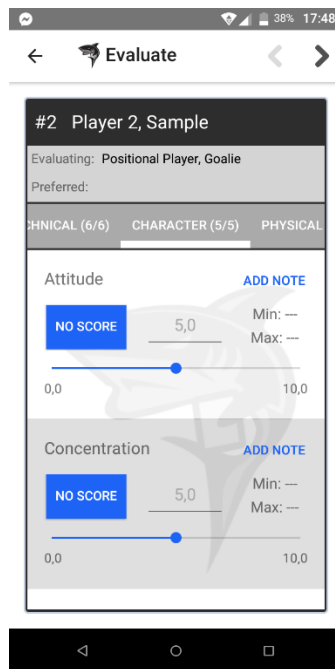 38% 17:48
Evaluate
#2 Player 2, Sample
Evaluating: Positional Player, Goalie
Preferred:
CHNICAL (6/6) CHARACTER (5/5) PHYSICAL
Attitude ADD NOTE
NO SCORE 5,0 Min: ---
Max: ---
0,0 10,0
Concentration ADD NOTE
NO SCORE 5,0 Min: ---
Max: ---
0,0 10,0